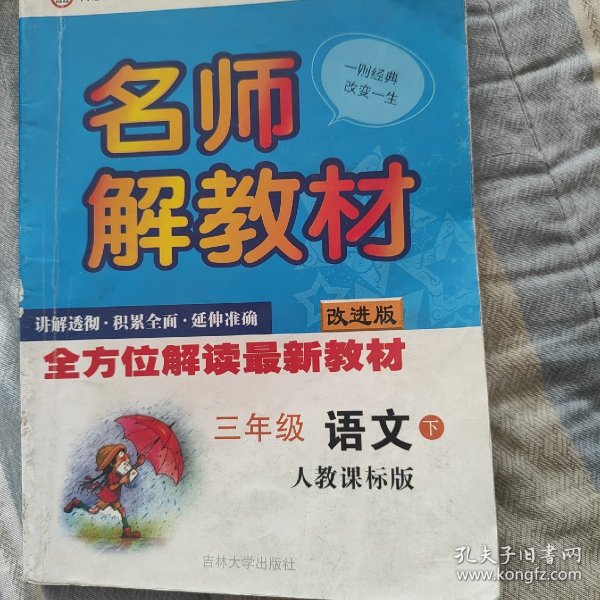 一则经典
改变一生
名师
解教材
讲解透彻·积累全面·延伸准确
改进版
全方位解读最新教材
三年级 语文 下
人教课标版
吉林大学出版社
孔夫子旧书网
www.kongfz.com